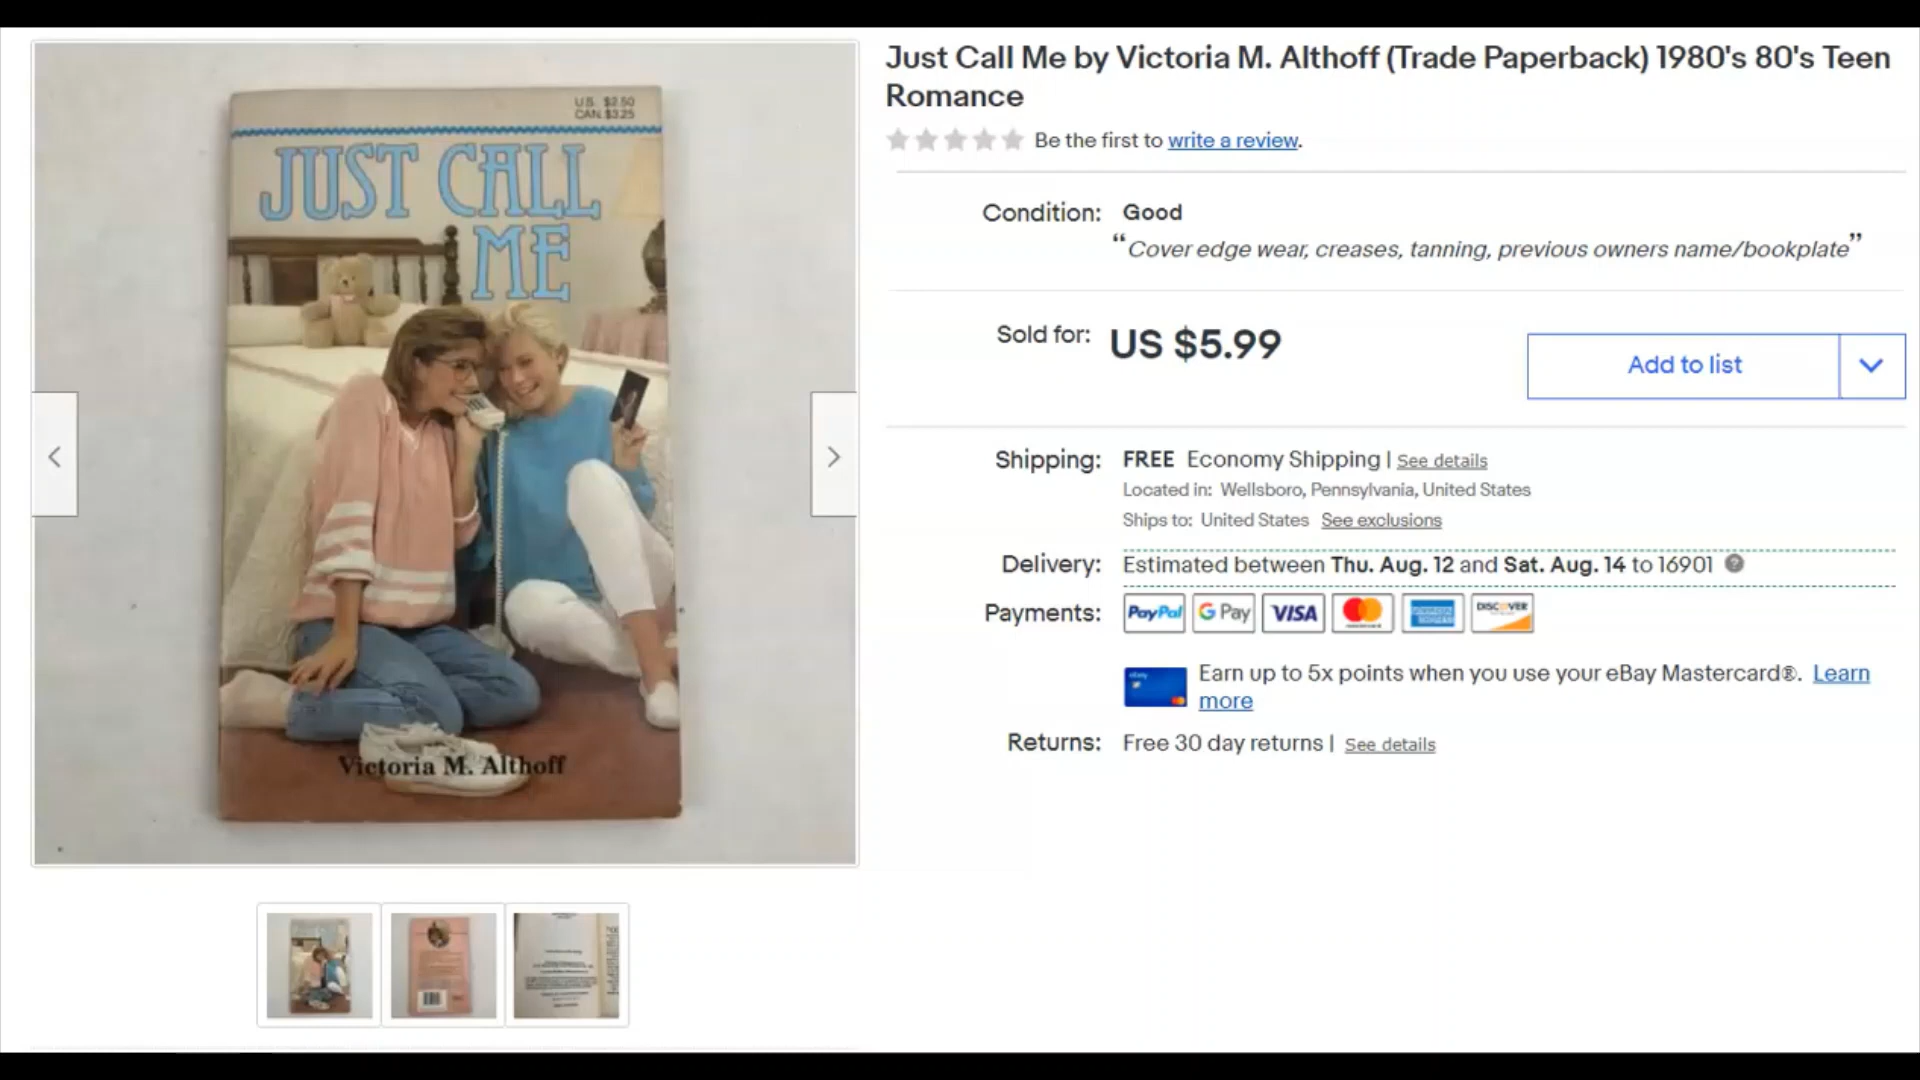 U.S. $2.50
CAN. $3.25
JUST CALL
ME
Victoria M. Althoff
Just Call Me by Victoria M. Althoff (Trade Paperback) 1980's 80's Teen
Romance
Be the first to write a review.
Condition: Good
“Cover edge wear, creases, tanning, previous owners name/bookplate”
Sold for: US $5.99
Add to list
Shipping: FREE Economy Shipping | See details
Located in: Wellsboro, Pennsylvania, United States
Ships to: United States See exclusions
Delivery: Estimated between Thu. Aug. 12 and Sat. Aug. 14 to 16901
Payments: PayPal G Pay VISA DISCOVER
Earn up to 5x points when you use your eBay Mastercard®. Learn
more
Returns: Free 30 day returns | See details